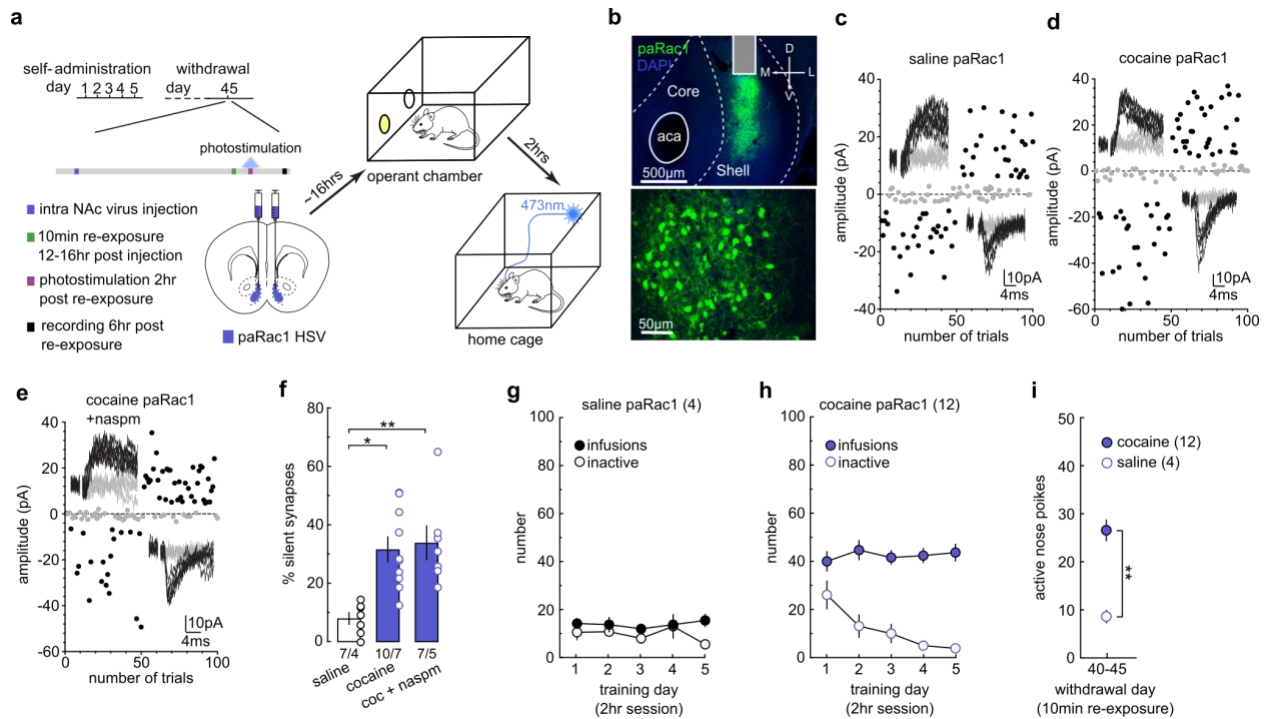 a
self-administration
day 1 2 3 4 5
withdrawal
day 45
photostimulation
intra NAc virus injection
10min re-exposure
12-16hr post injection
photostimulation 2hr
post re-exposure
recording 6hr post
re-exposure
paRac1 HSV
~16hrs
operant chamber
2hrs
473nm
home cage
b
paRac1
DAPI
D
M
L
V
Core
aca
500µm
Shell
50µm
c
saline paRac1
amplitude (pA)
40
20
0
-20
-40
10pA
4ms
0
50
100
number of trials
d
cocaine paRac1
amplitude (pA)
40
20
0
-20
-40
-60
10pA
4ms
0
50
100
number of trials
e
cocaine paRac1
+naspm
amplitude (pA)
40
20
0
-20
-40
-60
10pA
4ms
0
50
100
number of trials
f
% silent synapses
80
60
40
20
0
**
*
7/4
10/7
7/5
saline
cocaine
coc + naspm
g
saline paRac1 (4)
infusions
inactive
number
100
80
60
40
20
0
1 2 3 4 5
training day
(2hr session)
h
cocaine paRac1 (12)
infusions
inactive
number
100
80
60
40
20
0
1 2 3 4 5
training day
(2hr session)
i
cocaine (12)
saline (4)
active nose poikes
50
40
30
20
10
0
**
40-45
withdrawal day
(10min re-exposure)